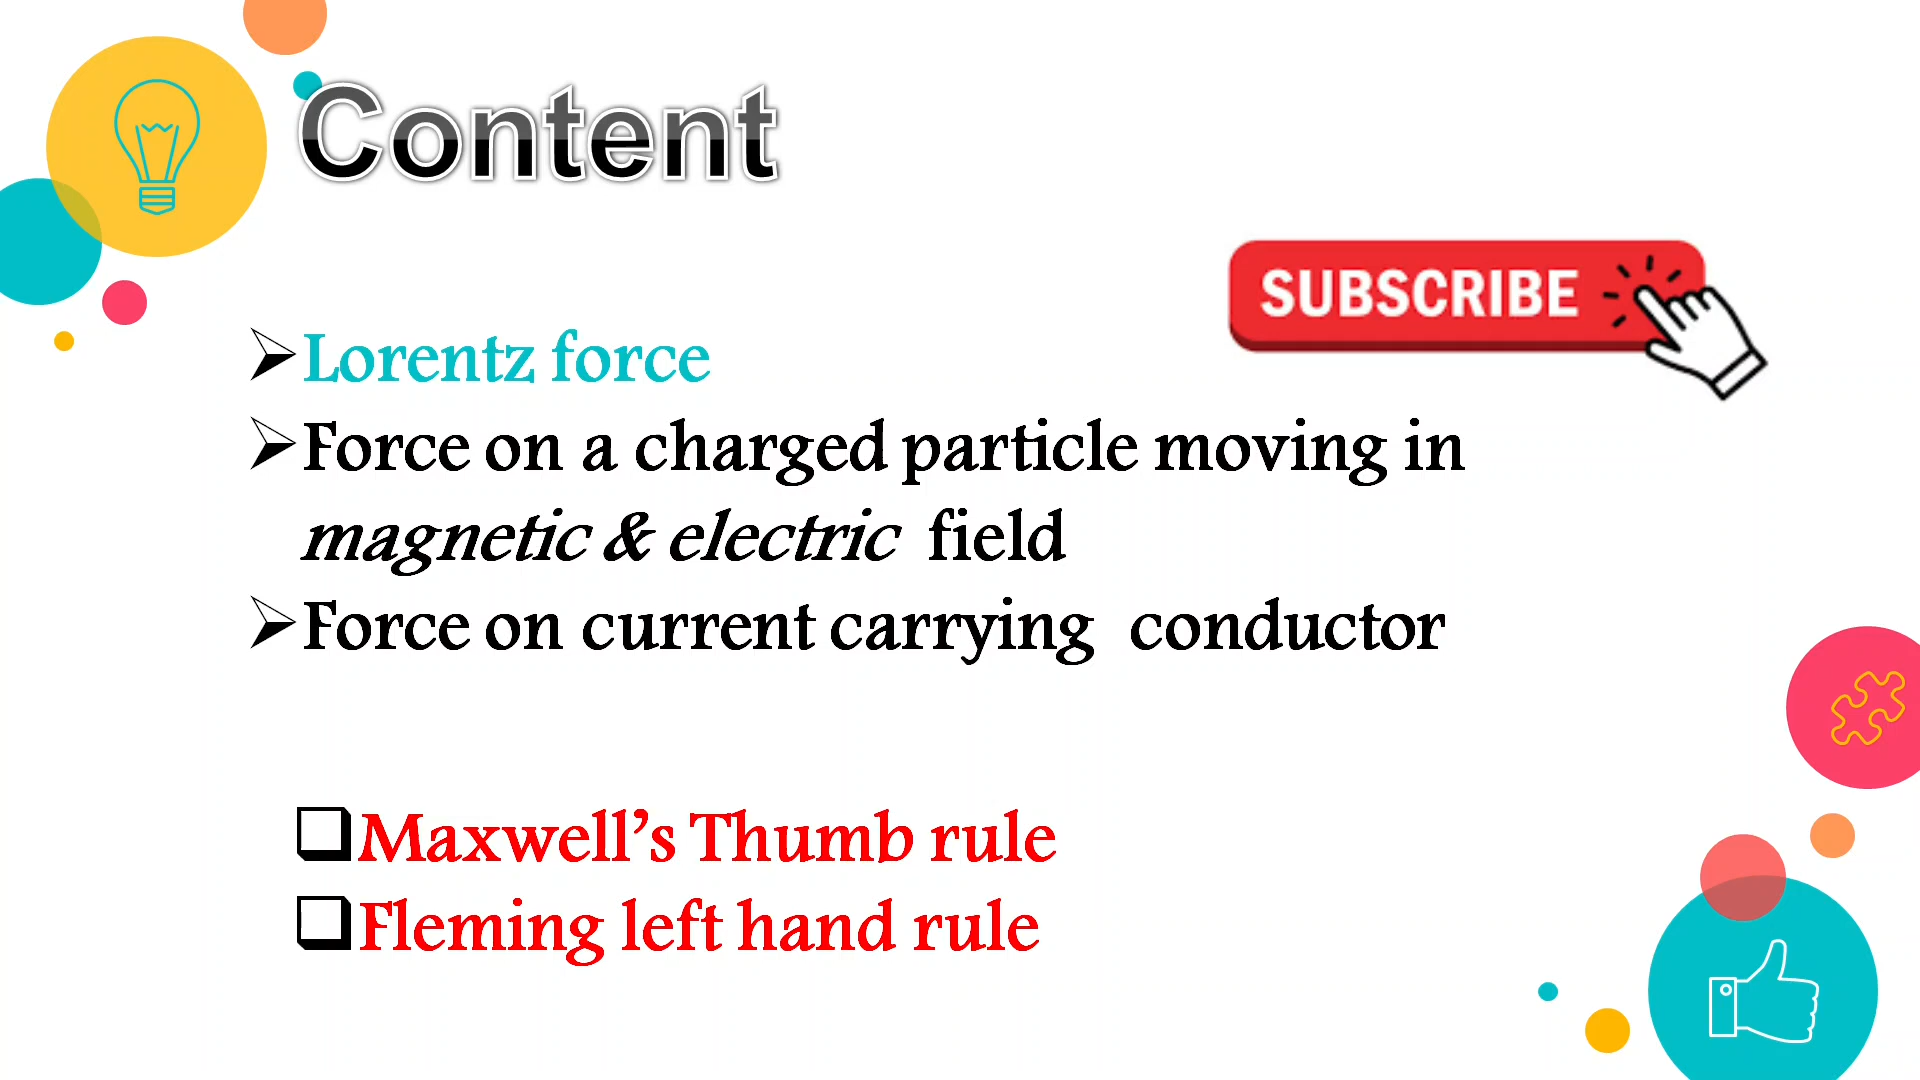 Content
SUBSCRIBE
Lorentz force
Force on a charged particle moving in
magnetic & electric field
Force on current carrying conductor
Maxwell’s Thumb rule
Fleming left hand rule